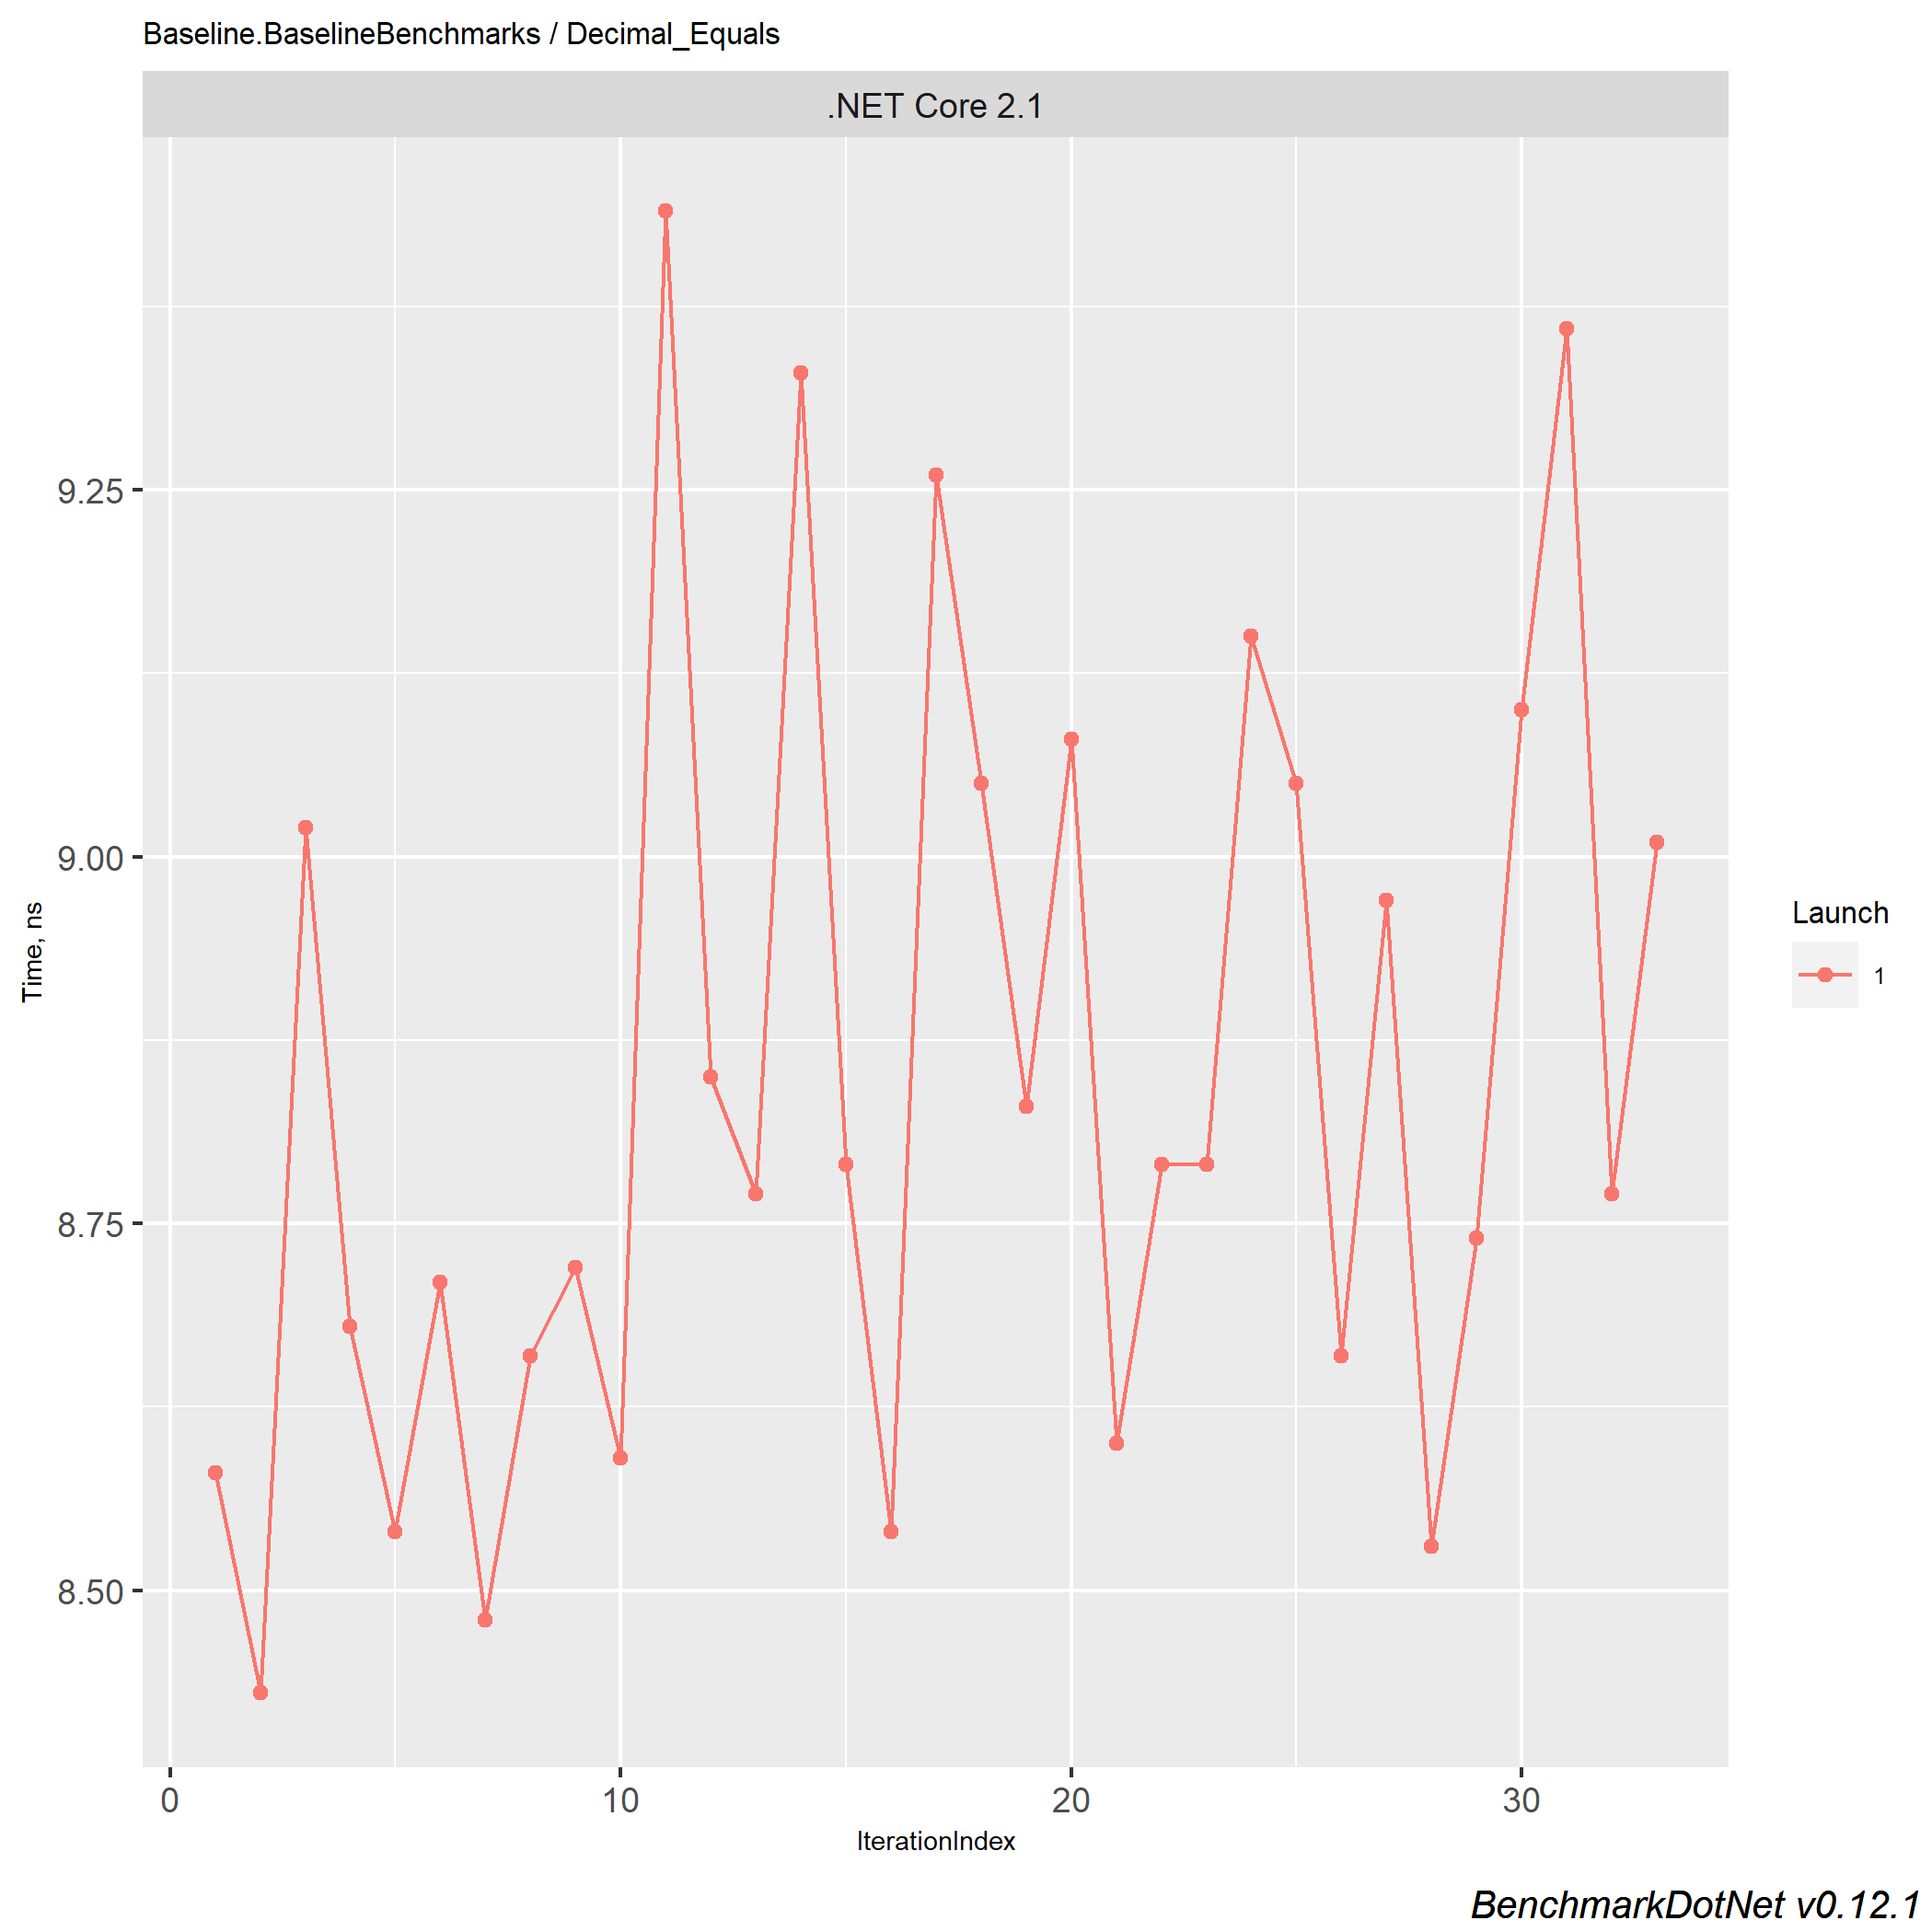 Baseline.BaselineBenchmarks / Decimal_Equals
.NET Core 2.1
9.25
9.00
8.75
8.50
Time, ns
0 10 20 30
IterationIndex
Launch
1
BenchmarkDotNet v0.12.1